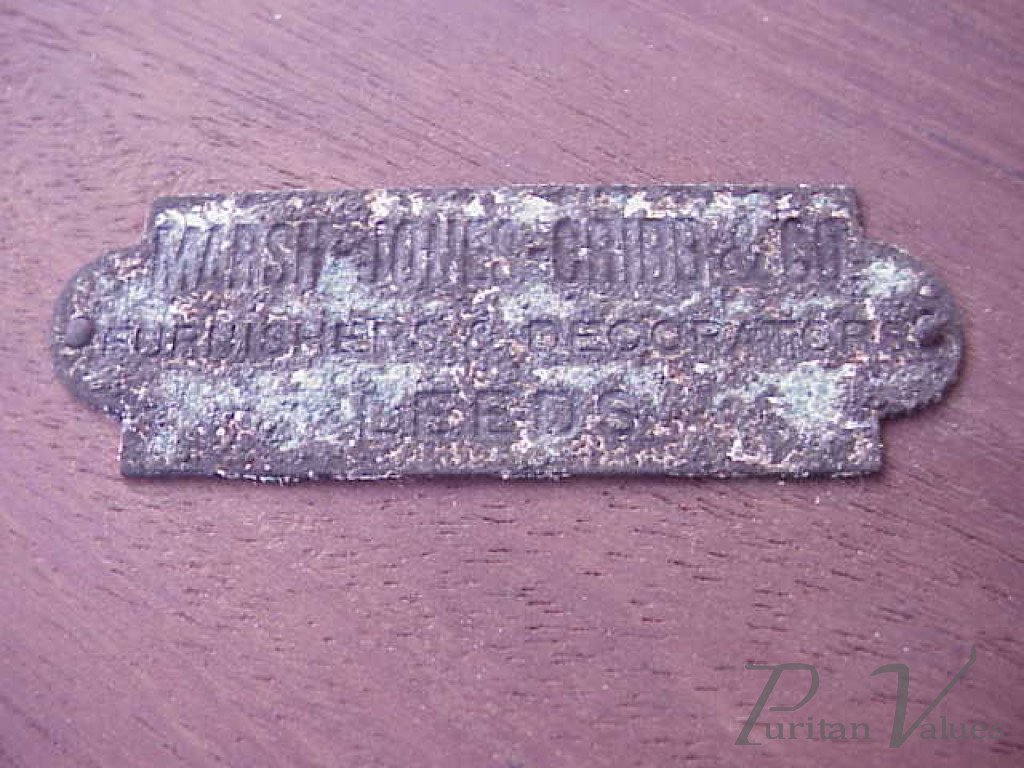 MARSH·JONES·CRIBB & CO
FURNISHERS & DECORATORS
LEEDS
Puritan Values